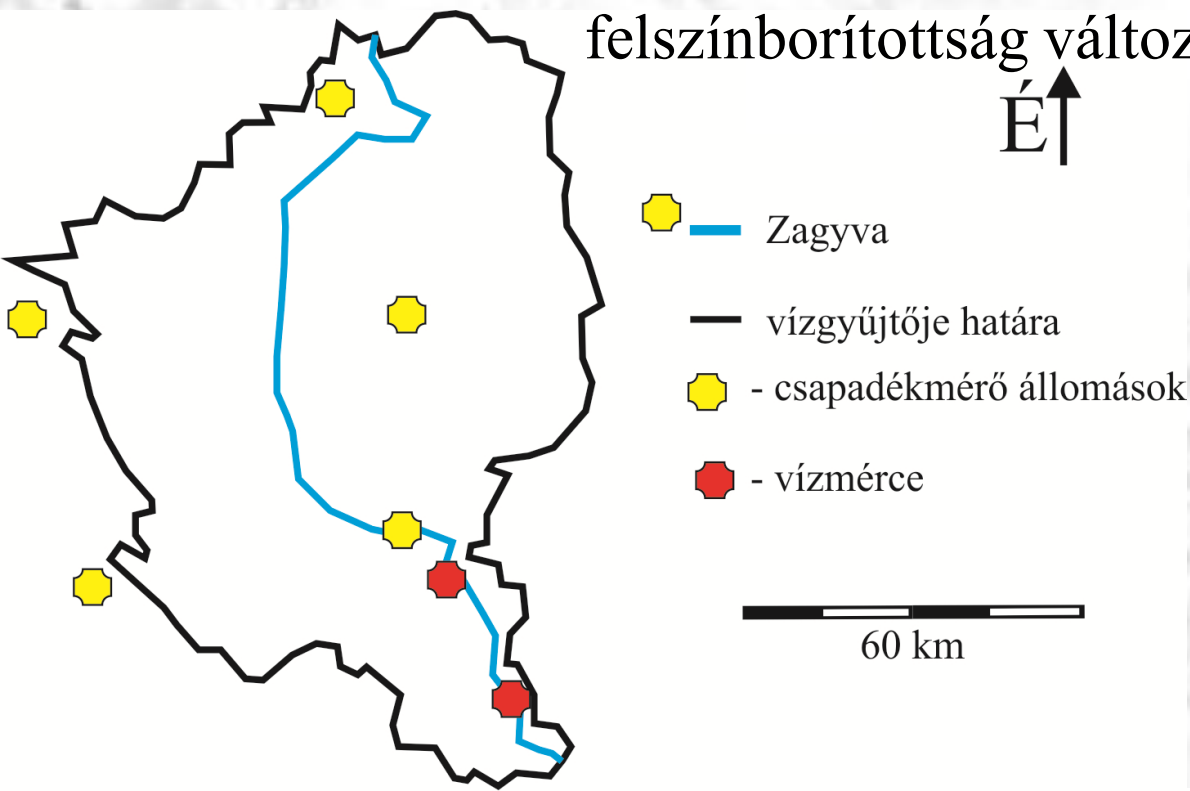 felszínborítottság változ
É
Zagyva
vízgyűjtője határa
- csapadékmérő állomások
- vízmérce
60 km